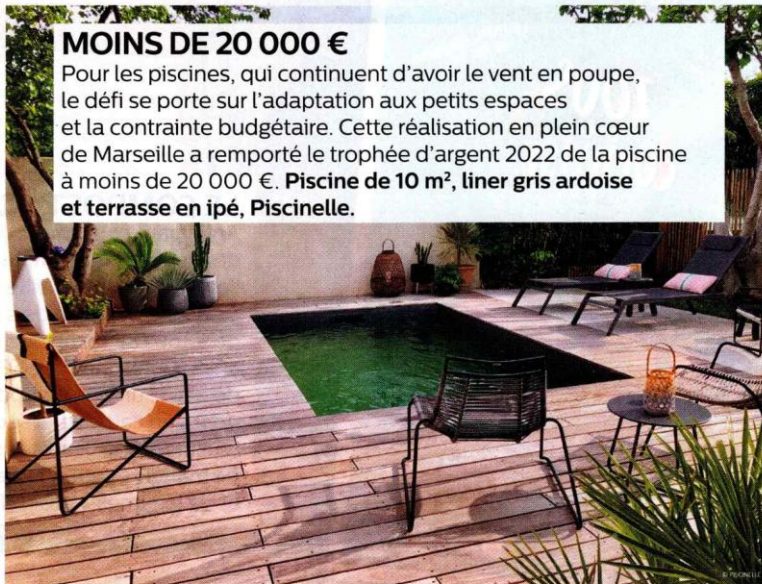 MOINS DE 20 000 €
Pour les piscines, qui continuent d'avoir le vent en poupe,
le défi se porte sur l'adaptation aux petits espaces
et la contrainte budgétaire. Cette réalisation en plein cœur
de Marseille a remporté le trophée d'argent 2022 de la piscine
à moins de 20 000 €. Piscine de 10 m², liner gris ardoise
et terrasse en ipé, Piscinelle.
© PISCINELLE